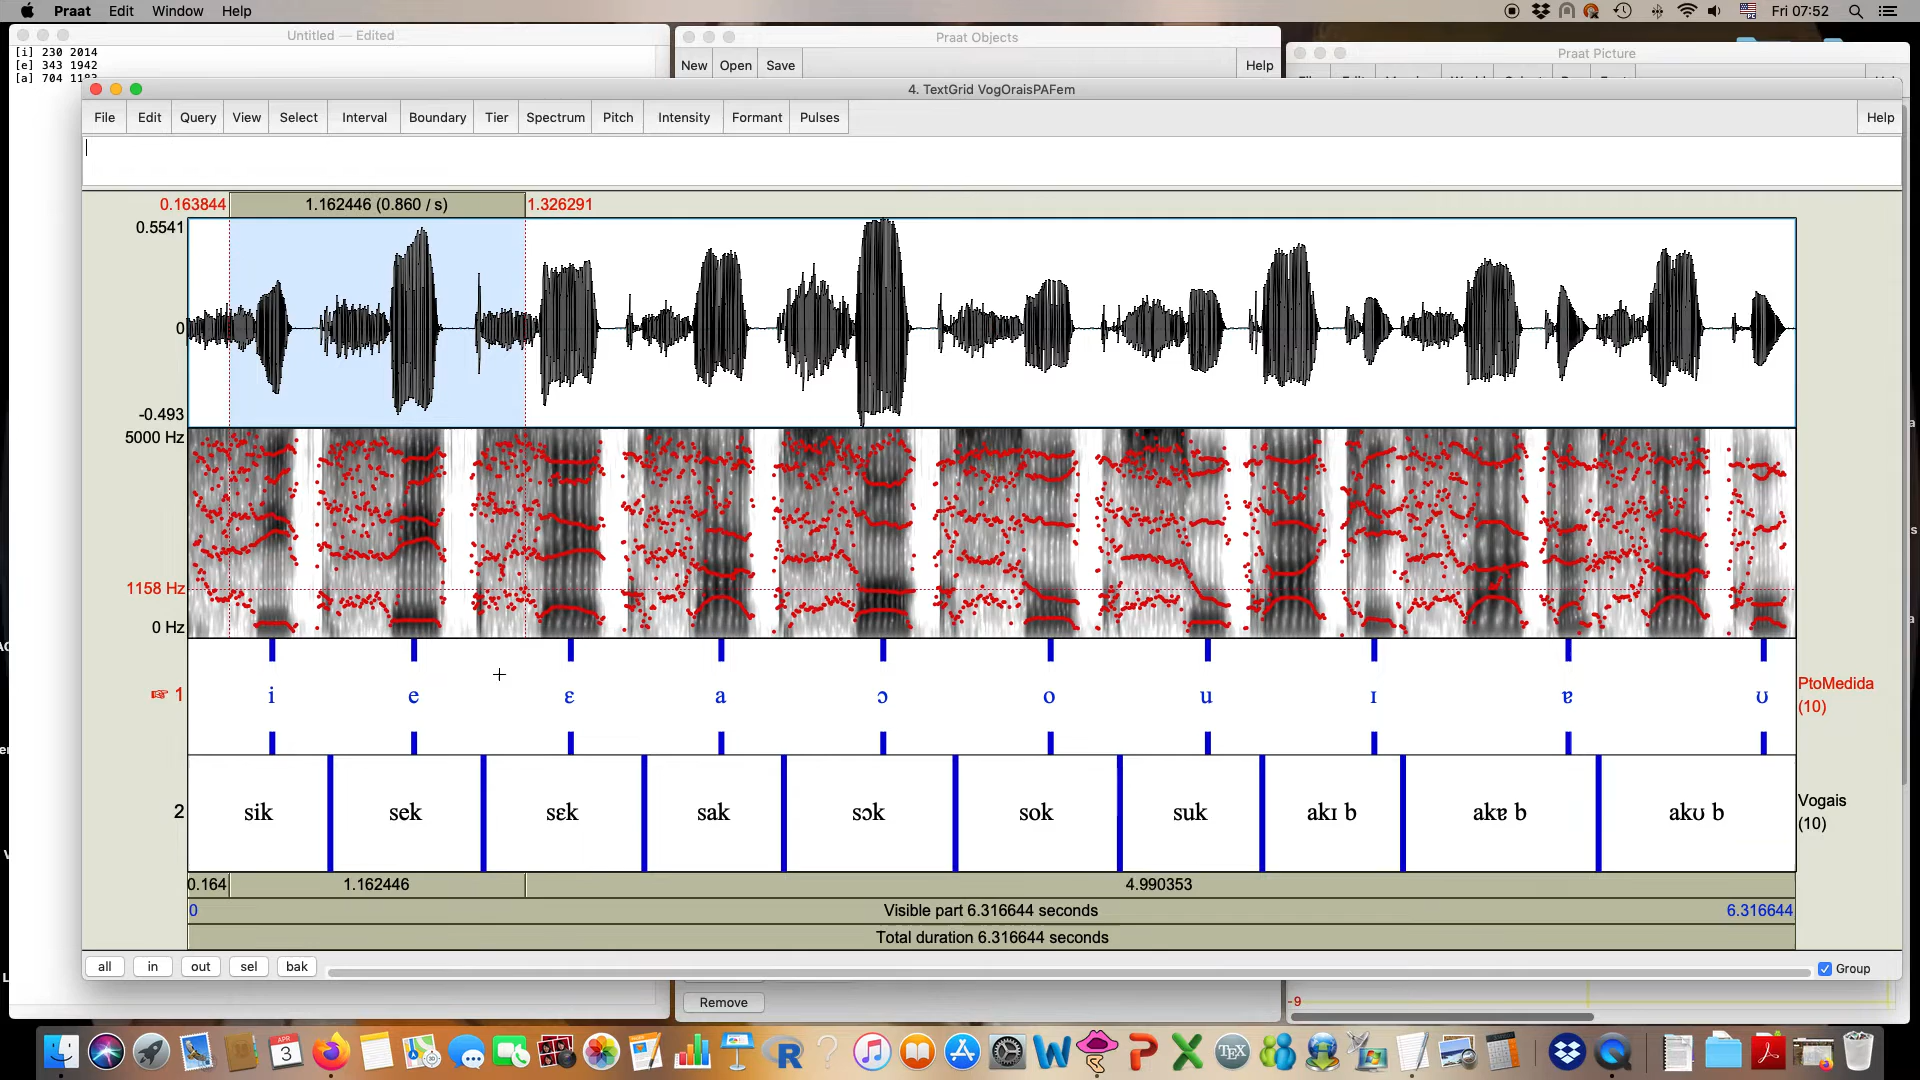 Praat Edit Window Help
Fri 07:52
Untitled — Edited
[i] 230 2014
[e] 343 1942
[a] 704 1183
Praat Objects
New Open Save Help
Praat Picture
4. TextGrid VogOraisPAFem
File Edit Query View Select Interval Boundary Tier Spectrum Pitch Intensity Formant Pulses Help
0.163844 1.162446 (0.860 / s) 1.326291
0.5541
0
-0.493
5000 Hz
1158 Hz
0 Hz
☞ 1 i e ɛ a ɔ o u ɪ ɐ ʊ PtoMedida
(10)
2 sik sek sɛk sak sɔk sok suk akɪ b akɐ b akʊ b Vogais
(10)
0.164 1.162446 4.990353
0 Visible part 6.316644 seconds 6.316644
Total duration 6.316644 seconds
all in out sel bak Group
Remove
-9
APR
3